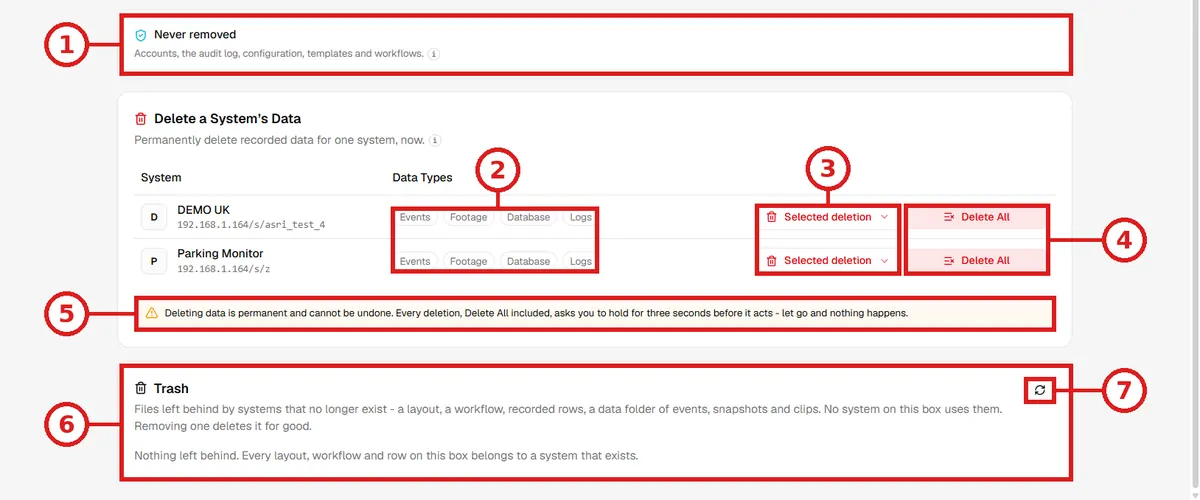 1
Never removed
Accounts, the audit log, configuration, templates and workflows. i
Delete a System's Data
Permanently delete recorded data for one system, now. i
2
3
System Data Types
D DEMO UK Events Footage Database Logs Selected deletion Delete All
192.168.1.164/s/asri_test_4
4
P Parking Monitor Events Footage Database Logs Selected deletion Delete All
192.168.1.164/s/z
5
Deleting data is permanent and cannot be undone. Every deletion, Delete All included, asks you to hold for three seconds before it acts - let go and nothing happens.
Trash
7
Files left behind by systems that no longer exist - a layout, a workflow, recorded rows, a data folder of events, snapshots and clips. No system on this box uses them.
6
Removing one deletes it for good.
Nothing left behind. Every layout, workflow and row on this box belongs to a system that exists.